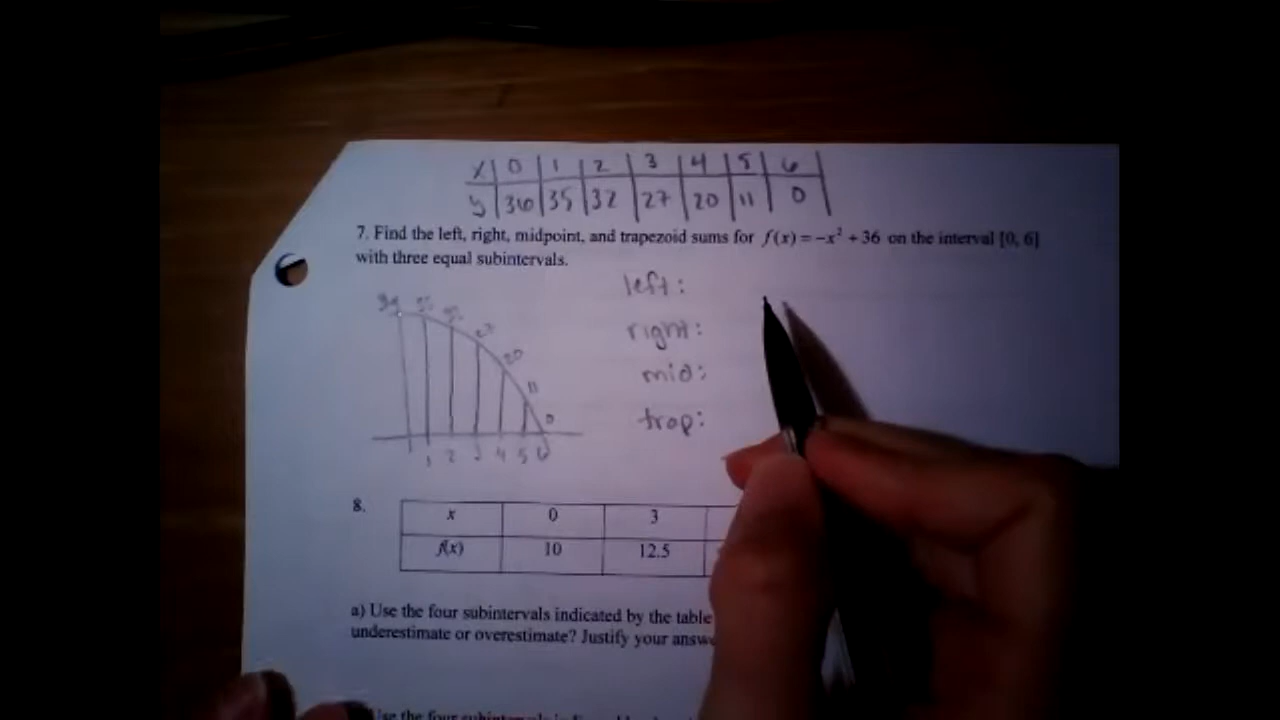 x 0 1 2 3 4 5 6
y 36 35 32 27 20 11 0
7. Find the left, right, midpoint, and trapezoid sums for f(x) = -x² + 36 on the interval [0, 6]
with three equal subintervals.
left:
right:
mid:
trap:
36 35 32 27 20 11 0
1 2 3 4 5 6
8.
x 0 3
f(x) 10 12.5
a) Use the four subintervals indicated by the table
underestimate or overestimate? Justify your
Use the four